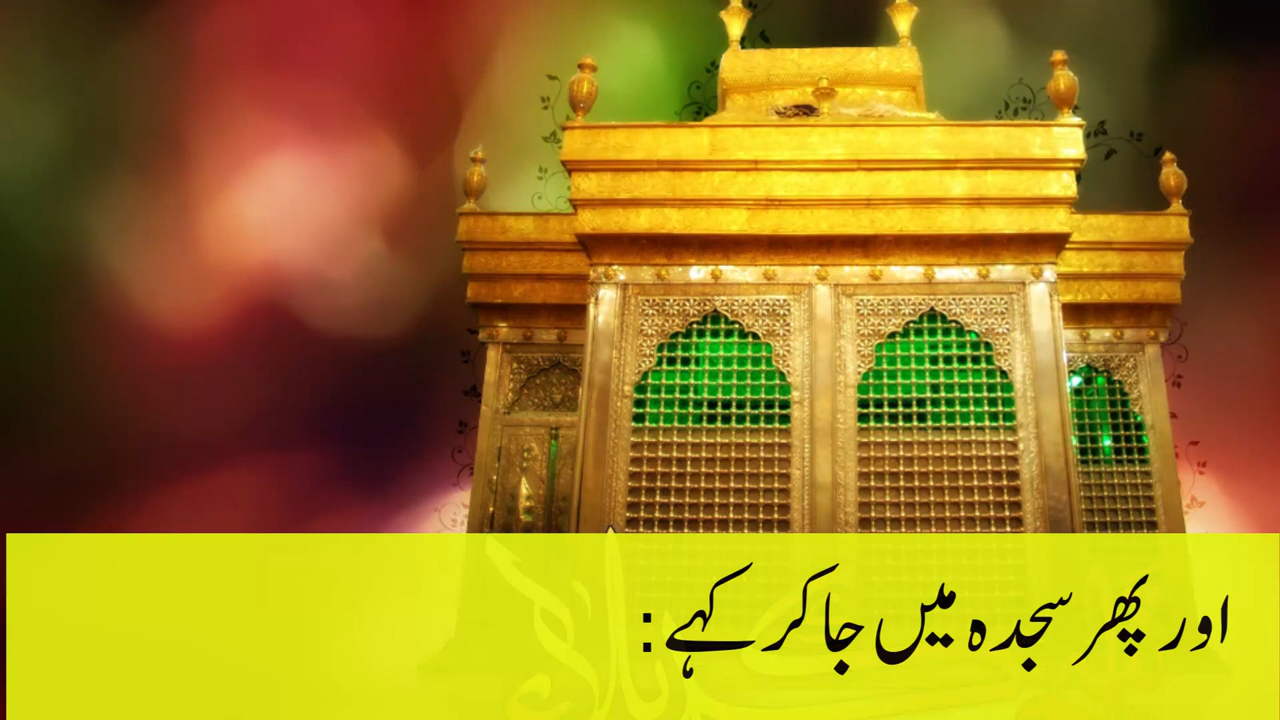 اور پھر سجدہ میں جا کر کہے :